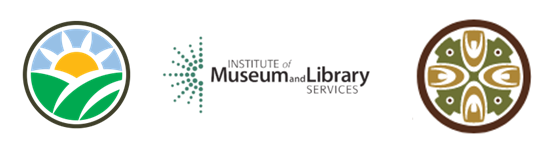 INSTITUTE of
Museum and Library
SERVICES